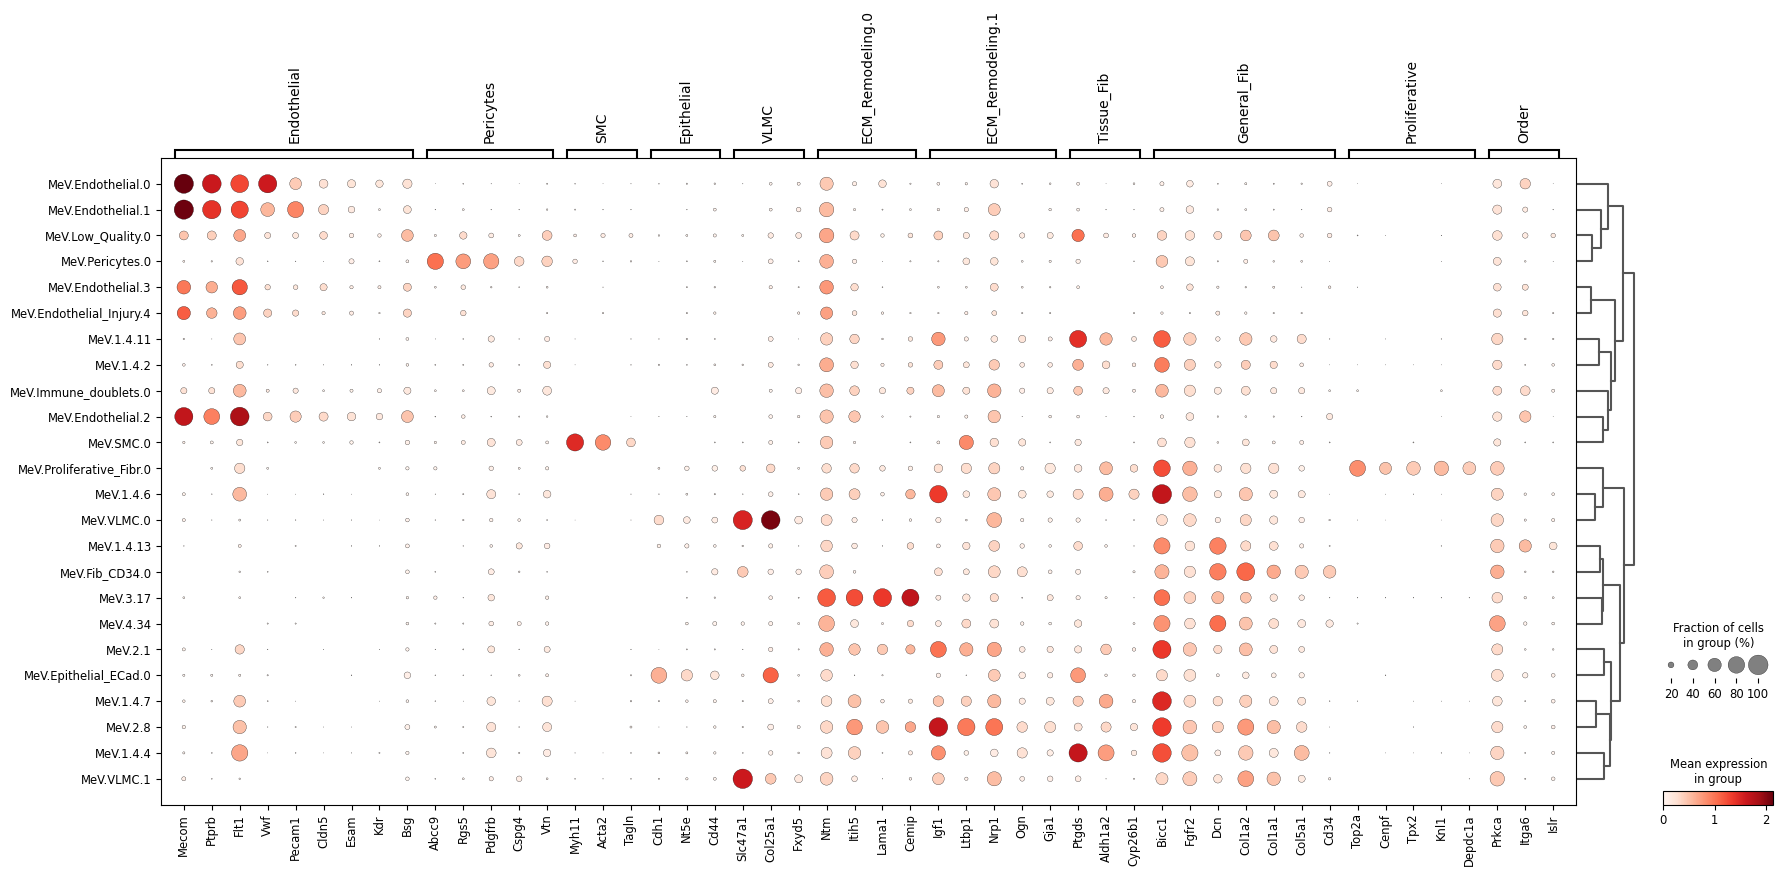 Endothelial
Pericytes
SMC
Epithelial
VLMC
ECM_Remodeling.0
ECM_Remodeling.1
Tissue_Fib
General_Fib
Proliferative
Order
MeV.Endothelial.0
MeV.Endothelial.1
MeV.Low_Quality.0
MeV.Pericytes.0
MeV.Endothelial.3
MeV.Endothelial_Injury.4
MeV.1.4.11
MeV.1.4.2
MeV.Immune_doublets.0
MeV.Endothelial.2
MeV.SMC.0
MeV.Proliferative_Fibr.0
MeV.1.4.6
MeV.VLMC.0
MeV.1.4.13
MeV.Fib_CD34.0
MeV.3.17
MeV.4.34
MeV.2.1
MeV.Epithelial_ECad.0
MeV.1.4.7
MeV.2.8
MeV.1.4.4
MeV.VLMC.1
Mecom
Ptprb
Flt1
Vwf
Pecam1
Cldn5
Esam
Kdr
Bsg
Abcc9
Rgs5
Pdgfrb
Cspg4
Vtn
Myh11
Acta2
Tagln
Cdh1
Nt5e
Cd44
Slc47a1
Col25a1
Fxyd5
Ntm
Itih5
Lama1
Cemip
Igf1
Ltbp1
Nrp1
Ogn
Gja1
Ptgds
Aldh1a2
Cyp26b1
Bicc1
Fgfr2
Dcn
Col1a2
Col1a1
Col5a1
Cd34
Top2a
Cenpf
Tpx2
Knl1
Depdc1a
Prkca
Itga6
Islr
Fraction of cells
in group (%)
20 40 60 80 100
Mean expression
in group
0 1 2